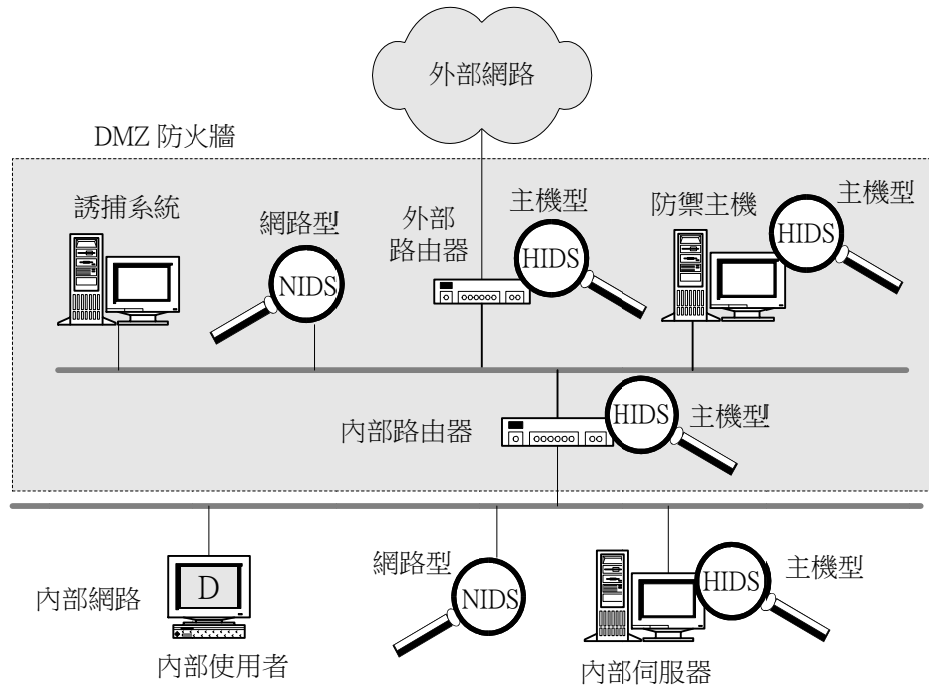 外部網路
DMZ 防火牆
誘捕系統
網路型
NIDS
外部
路由器
主機型
HIDS
防禦主機
主機型
HIDS
內部路由器
HIDS
主機型
內部網路
D
內部使用者
網路型
NIDS
HIDS
主機型
內部伺服器